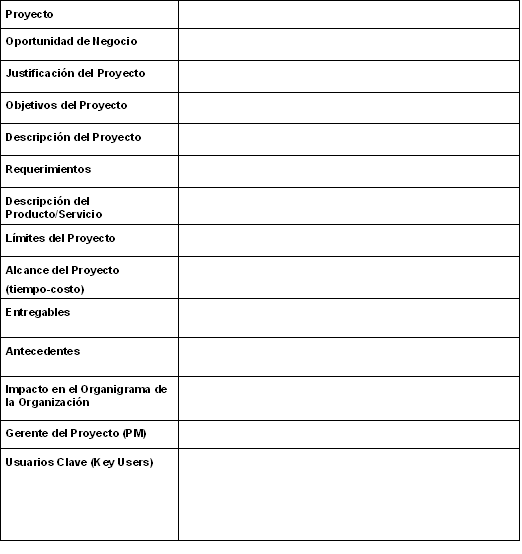 Proyecto
Oportunidad de Negocio
Justificación del Proyecto
Objetivos del Proyecto
Descripción del Proyecto
Requerimientos
Descripción del
Producto/Servicio
Límites del Proyecto
Alcance del Proyecto
(tiempo-costo)
Entregables
Antecedentes
Impacto en el Organigrama de
la Organización
Gerente del Proyecto (PM)
Usuarios Clave (Key Users)